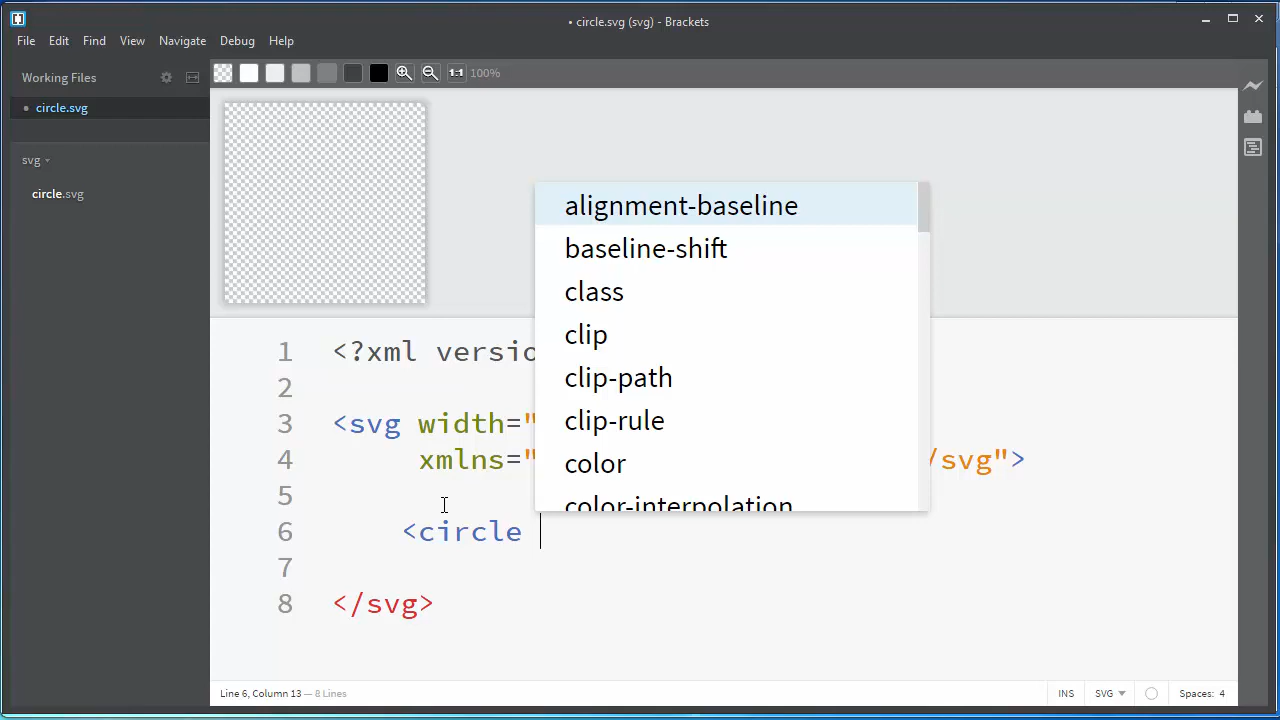 • circle.svg (svg) - Brackets
File Edit Find View Navigate Debug Help
Working Files
• circle.svg
svg
circle.svg
1:1 100%
alignment-baseline
baseline-shift
class
clip
clip-path
clip-rule
color
color-interpolation
1 <?xml versio
2
3 <svg width="
4 xmlns=" /svg">
5
6 <circle
7
8 </svg>
Line 6, Column 13 — 8 Lines
INS SVG Spaces: 4